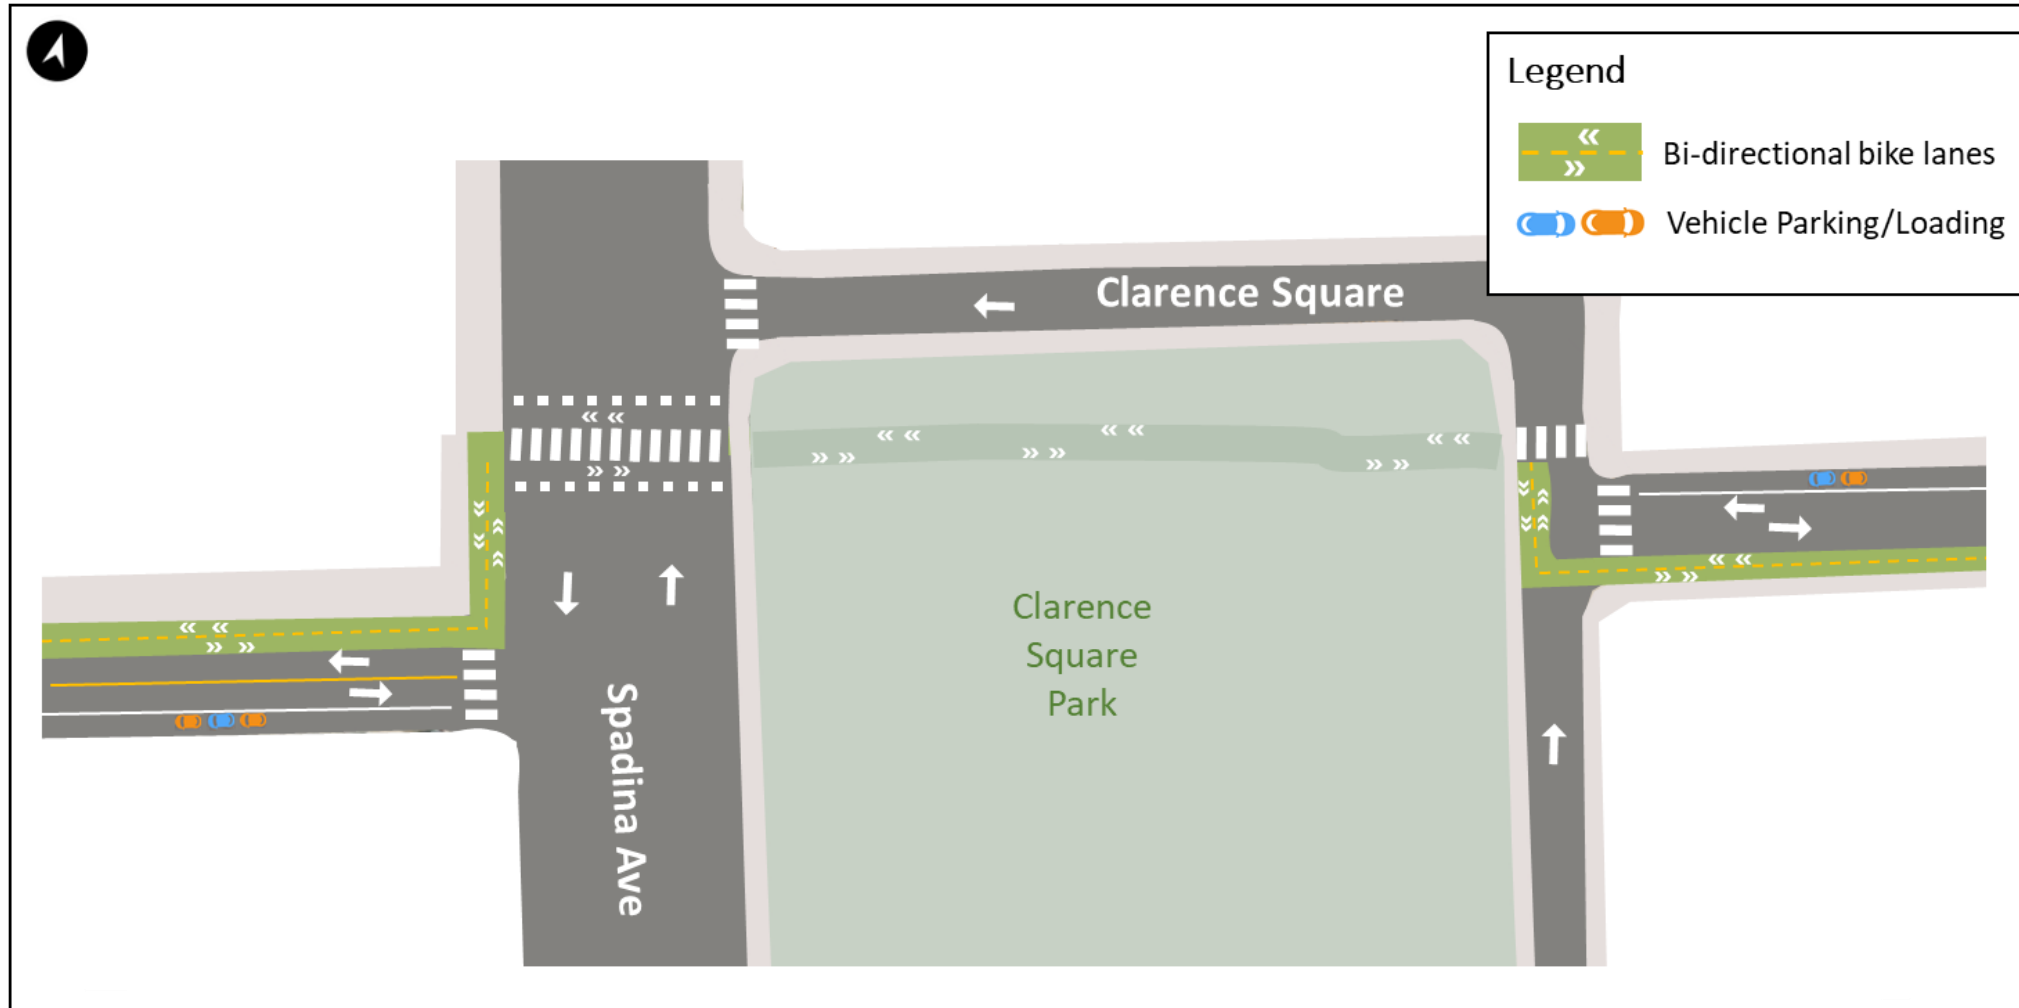 Legend
Bi-directional bike lanes
Vehicle Parking/Loading
Clarence Square
Clarence
Square
Park
Spadina Ave